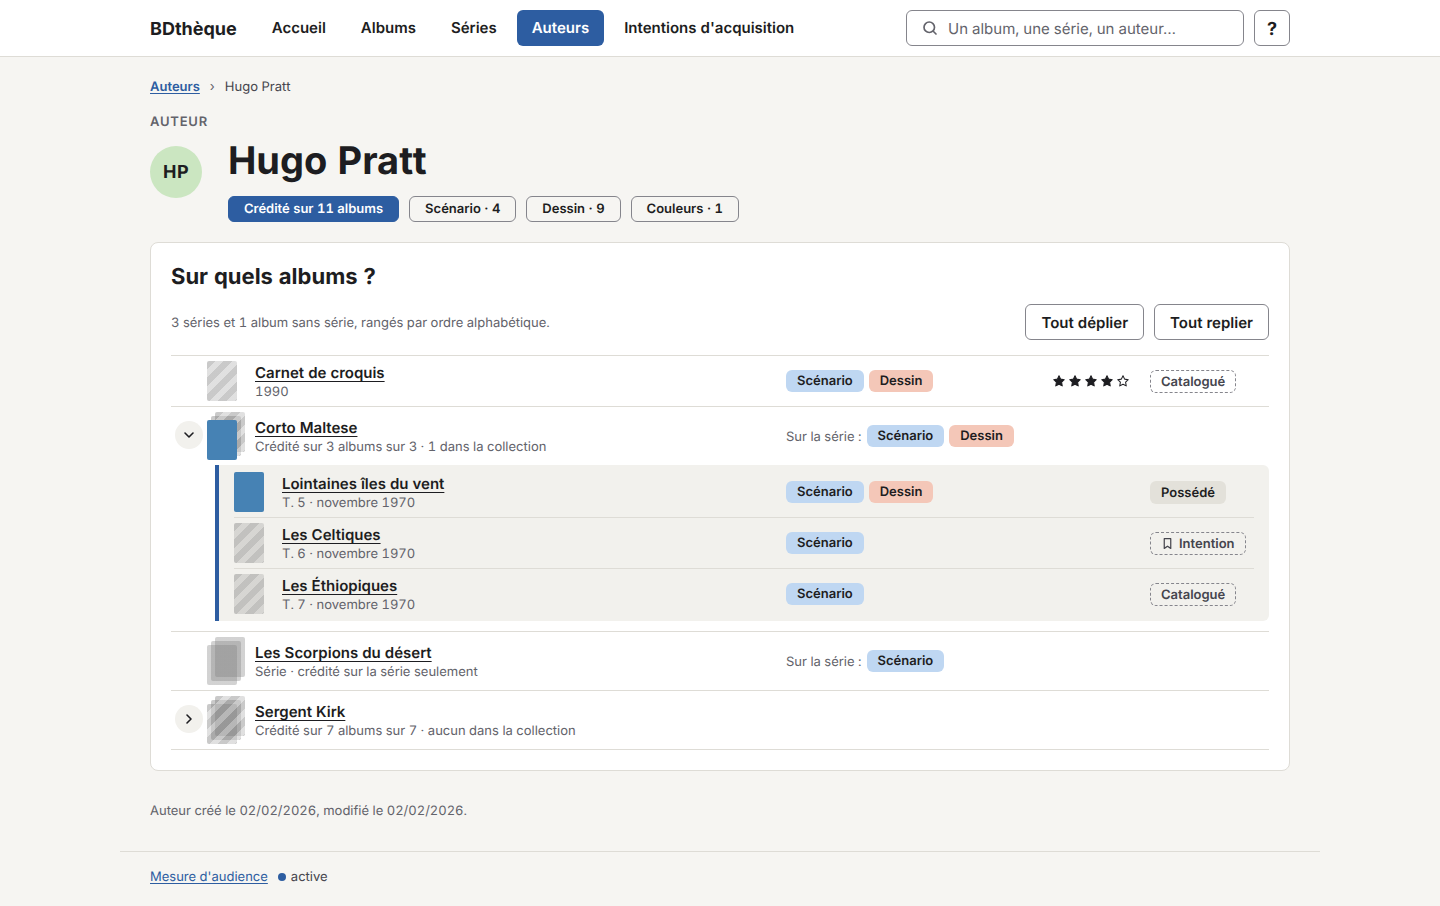 BDthèque Accueil Albums Séries Auteurs Intentions d'acquisition Un album, une série, un auteur... ?
Auteurs › Hugo Pratt
AUTEUR
HP Hugo Pratt
Crédité sur 11 albums Scénario · 4 Dessin · 9 Couleurs · 1
Sur quels albums ?
3 séries et 1 album sans série, rangés par ordre alphabétique. Tout déplier Tout replier
Carnet de croquis Scénario Dessin Catalogué
1990
Corto Maltese Sur la série : Scénario Dessin
Crédité sur 3 albums sur 3 · 1 dans la collection
Lointaines îles du vent Scénario Dessin Possédé
T. 5 · novembre 1970
Les Celtiques Scénario Intention
T. 6 · novembre 1970
Les Éthiopiques Scénario Catalogué
T. 7 · novembre 1970
Les Scorpions du désert Sur la série : Scénario
Série · crédité sur la série seulement
Sergent Kirk
Crédité sur 7 albums sur 7 · aucun dans la collection
Auteur créé le 02/02/2026, modifié le 02/02/2026.
Mesure d'audience active